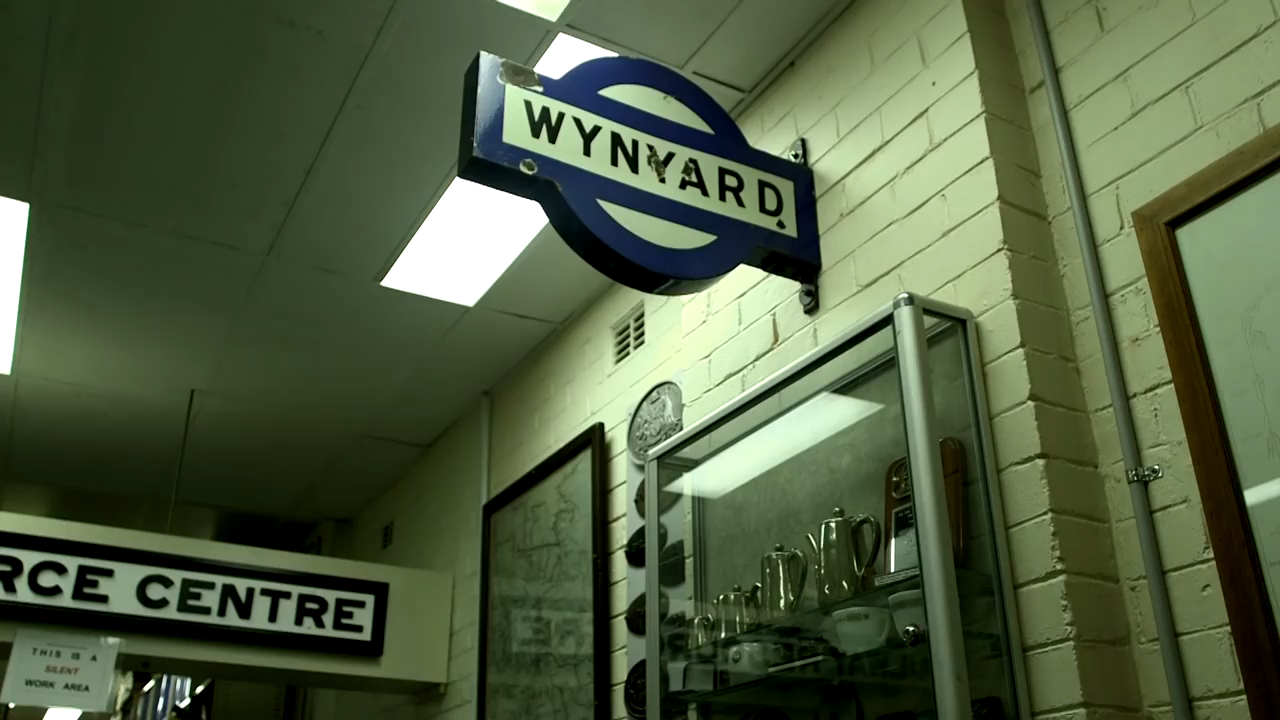 WYNYARD
RCE CENTRE
THIS IS A
SILENT
WORK AREA